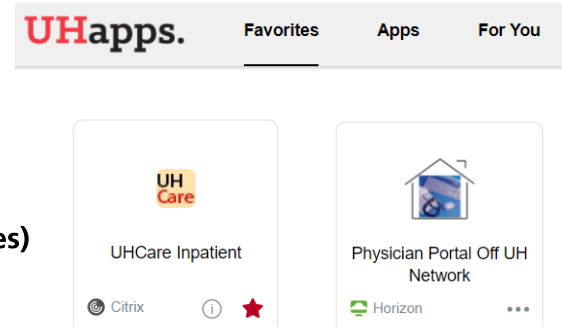 UHapps.
Favorites
Apps
For You
UH
Care
es)
UHCare Inpatient
Physician Portal Off UH
Network
Citrix
Horizon